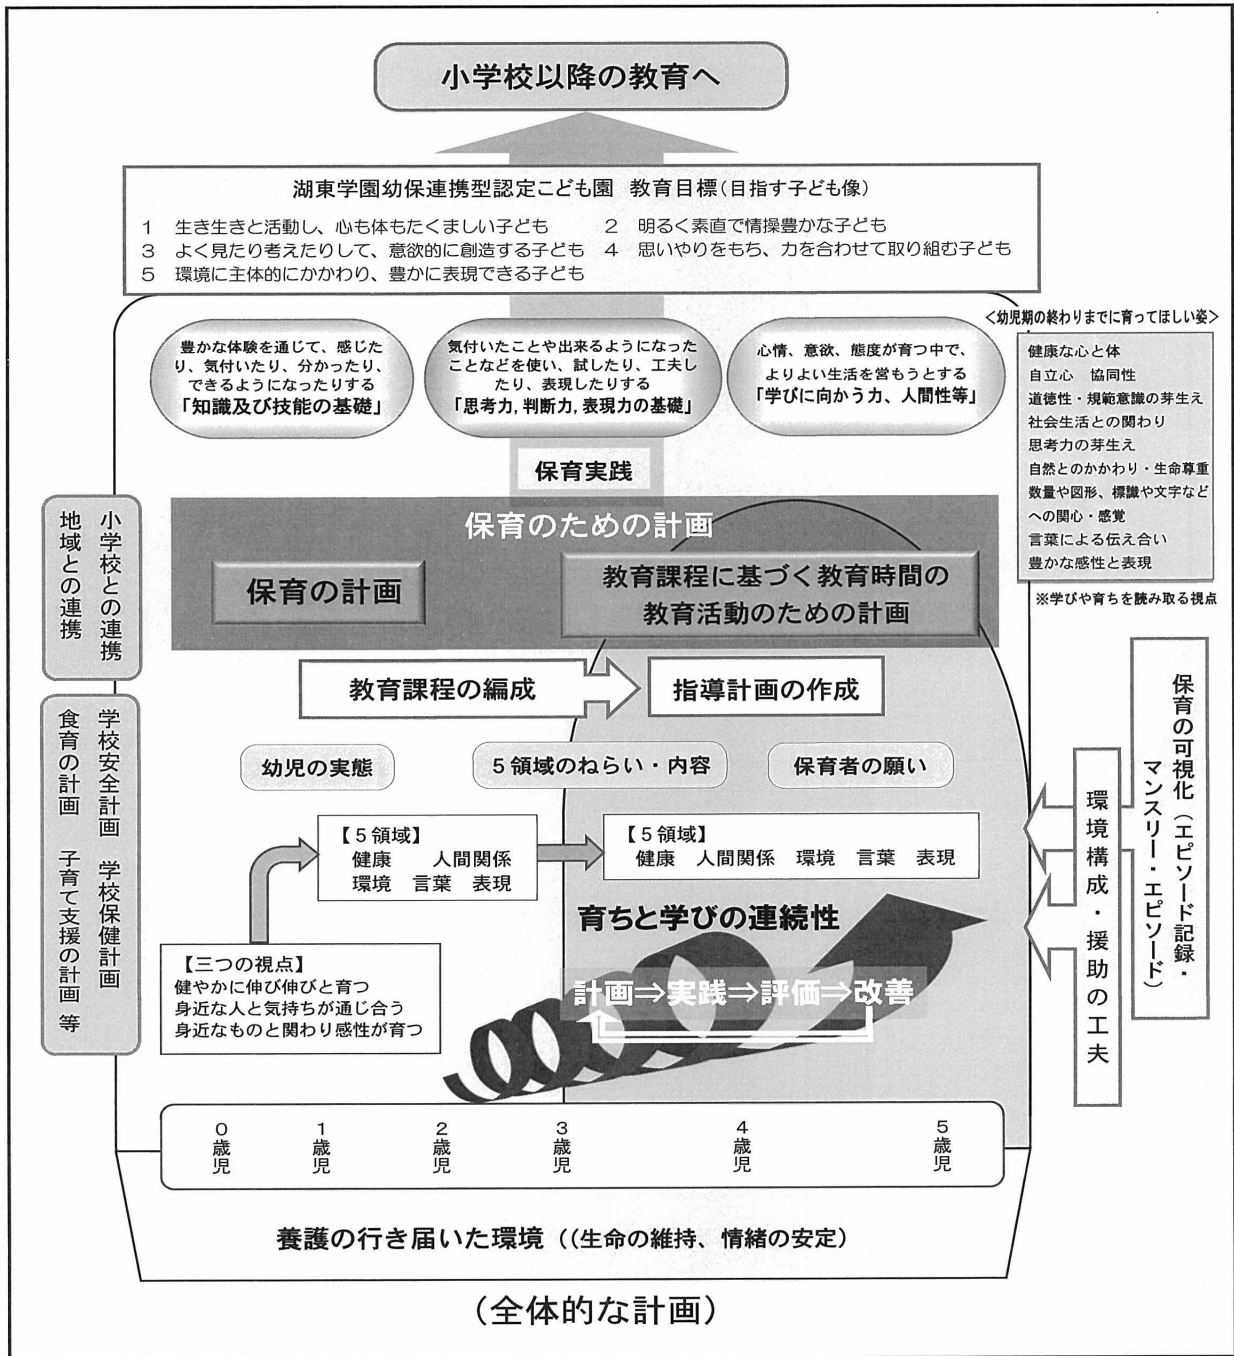 小学校以降の教育へ
湖東学園幼保連携型認定こども園 教育目標(目指す子ども像)
1 生き生きと活動し、心も体もたくましい子ども 2 明るく素直で情操豊かな子ども
3 よく見たり考えたりして、意欲的に創造する子ども 4 思いやりをもち、力を合わせて取り組む子ども
5 環境に主体的にかかわり、豊かに表現できる子ども
豊かな体験を通じて、感じた
り、気付いたり、分かったり、
できるようになったりする
「知識及び技能の基礎」
気付いたことや出来るようになった
ことなどを使い、試したり、工夫し
たり、表現したりする
「思考力,判断力,表現力の基礎」
心情、意欲、態度が育つ中で、
よりよい生活を営もうとする
「学びに向かう力、人間性等」
<幼児期の終わりまでに育ってほしい姿>
健康な心と体
自立心 協同性
道徳性・規範意識の芽生え
社会生活との関わり
思考力の芽生え
自然とのかかわり・生命尊重
数量や図形、標識や文字など
への関心・感覚
言葉による伝え合い
豊かな感性と表現
※学びや育ちを読み取る視点
保育実践
保育のための計画
保育の計画
教育課程に基づく教育時間の
教育活動のための計画
小学校との連携
地域との連携
教育課程の編成
指導計画の作成
学校安全計画 学校保健計画
食育の計画 子育て支援の計画 等
幼児の実態
5領域のねらい・内容
保育者の願い
保育の可視化(エピソード記録・
マンスリー・エピソード)
環境構成・援助の工夫
【5領域】
健康 人間関係
環境 言葉 表現
【5領域】
健康 人間関係 環境 言葉 表現
育ちと学びの連続性
計画⇒実践⇒評価⇒改善
【三つの視点】
健やかに伸び伸びと育つ
身近な人と気持ちが通じ合う
身近なものと関わり感性が育つ
0歳児 1歳児 2歳児 3歳児 4歳児 5歳児
養護の行き届いた環境((生命の維持、情緒の安定)
(全体的な計画)